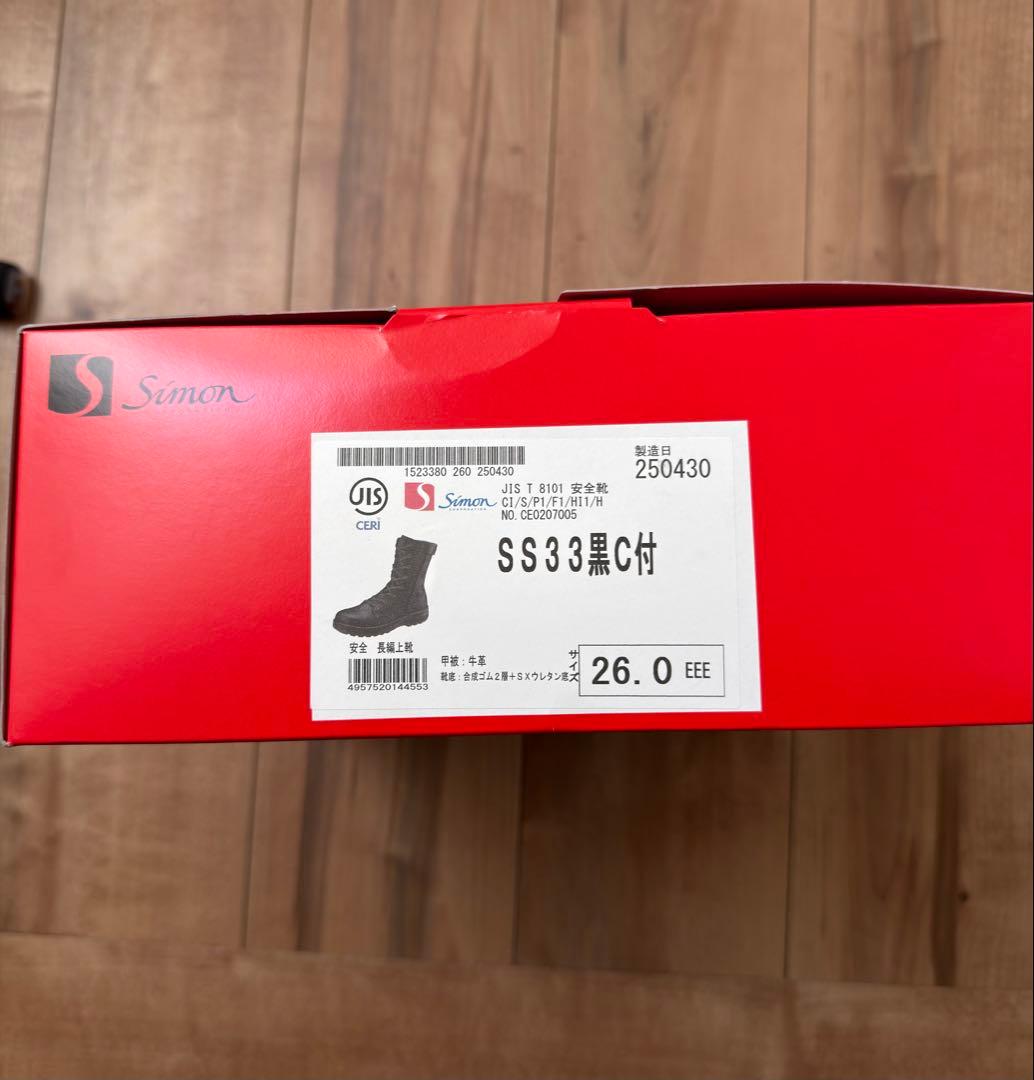 Simon
1523380 260 250430
製造日
250430
JIS
CERI
Simon
CORPORATION
JIS T 8101 安全靴
CI/S/P1/F1/HI1/H
NO.CE0207005
SS33黒C付
安全 長編上靴
4957520144553
甲被:牛革
靴底:合成ゴム2層+SXウレタン底
サイズ
26.0 EEE